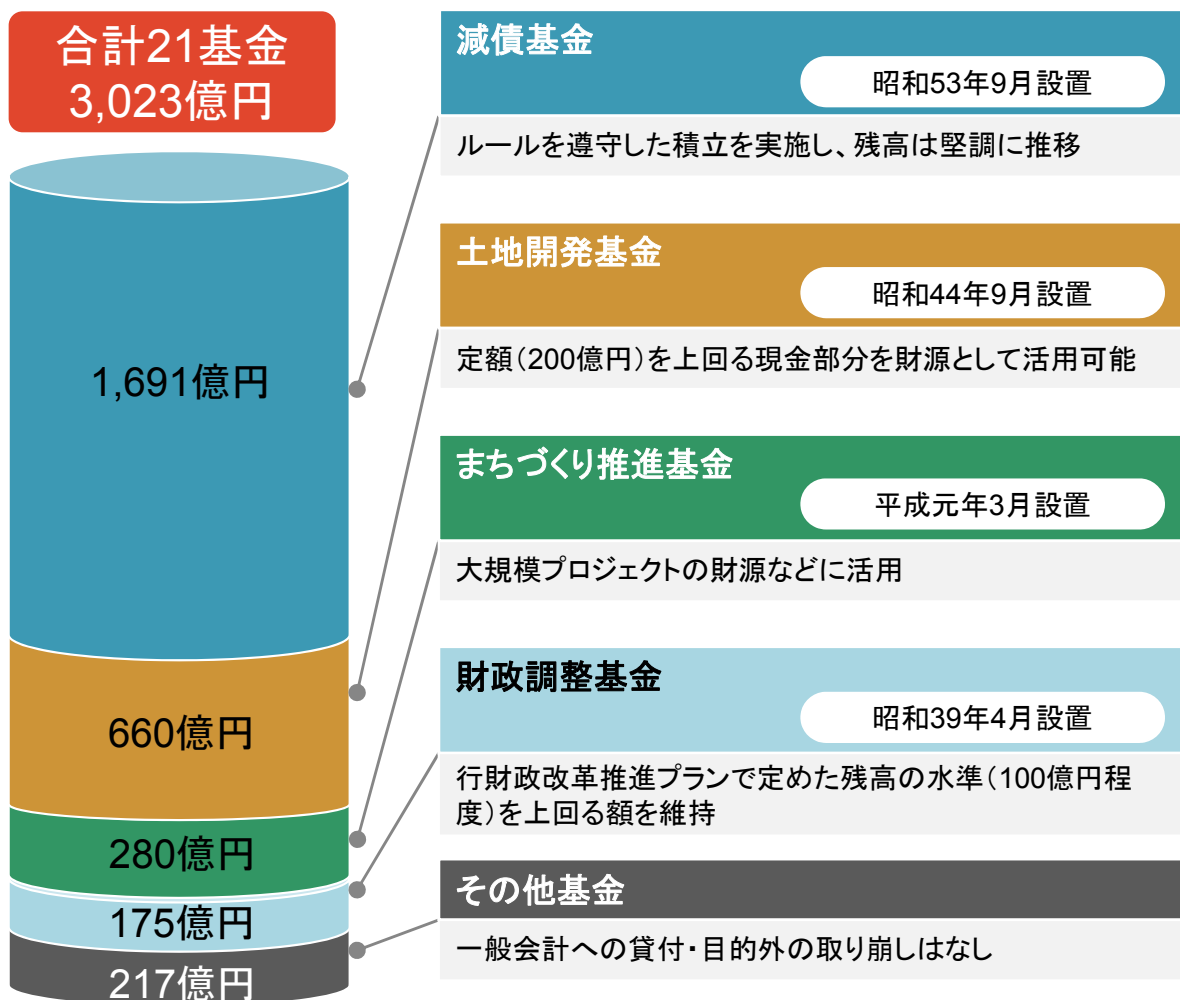 合計21基金
3,023億円
減債基金
昭和53年9月設置
ルールを遵守した積立を実施し、残高は堅調に推移
土地開発基金
昭和44年9月設置
定額（200億円）を上回る現金部分を財源として活用可能
まちづくり推進基金
平成元年3月設置
大規模プロジェクトの財源などに活用
財政調整基金
昭和39年4月設置
行財政改革推進プランで定めた残高の水準（100億円程
度）を上回る額を維持
その他基金
一般会計への貸付・目的外の取り崩しはなし
1,691億円
660億円
280億円
175億円
217億円